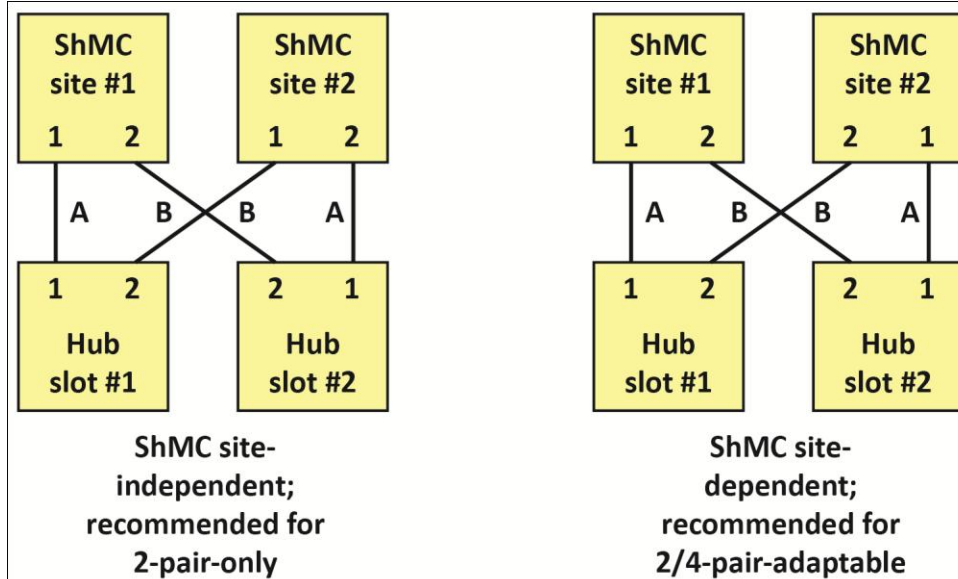 ShMC
site #1
1 2
ShMC
site #2
1 2
A B B A
1 2
Hub
slot #1
2 1
Hub
slot #2
ShMC site-
independent;
recommended for
2-pair-only
ShMC
site #1
1 2
ShMC
site #2
2 1
A B B A
1 2
Hub
slot #1
2 1
Hub
slot #2
ShMC site-
dependent;
recommended for
2/4-pair-adaptable